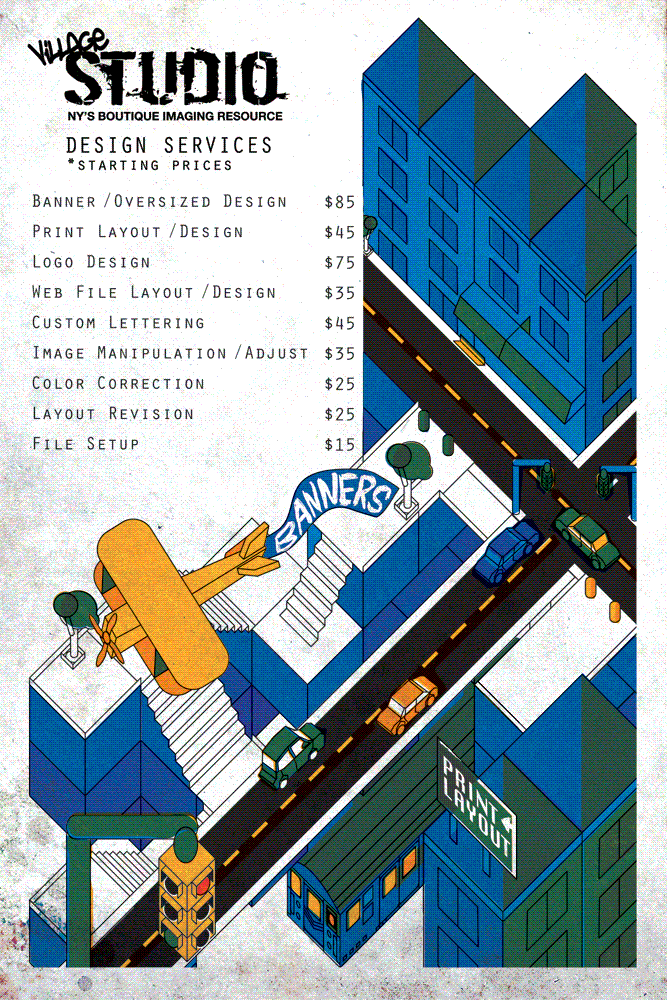 VILLAGE
STUDIO
NY'S BOUTIQUE IMAGING RESOURCE
DESIGN SERVICES
*STARTING PRICES
BANNER/OVERSIZED DESIGN $85
PRINT LAYOUT/DESIGN $45
LOGO DESIGN $75
WEB FILE LAYOUT/DESIGN $35
CUSTOM LETTERING $45
IMAGE MANIPULATION/ADJUST $35
COLOR CORRECTION $25
LAYOUT REVISION $25
FILE SETUP $15
BANNERS
PRINT
LAYOUT